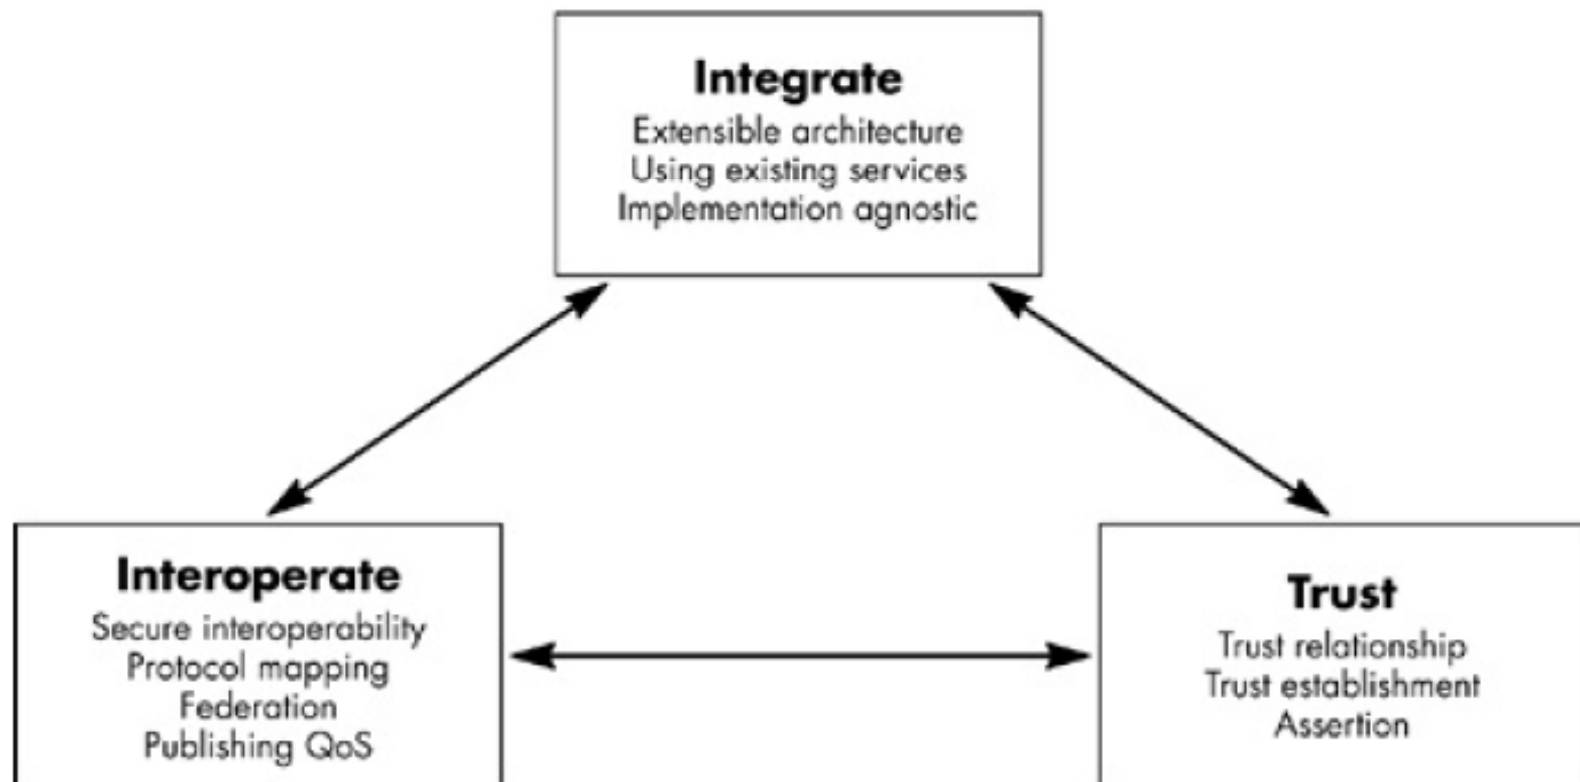 Integrate
Extensible architecture
Using existing services
Implementation agnostic
Interoperate
Secure interoperability
Protocol mapping
Federation
Publishing QoS
Trust
Trust relationship
Trust establishment
Assertion